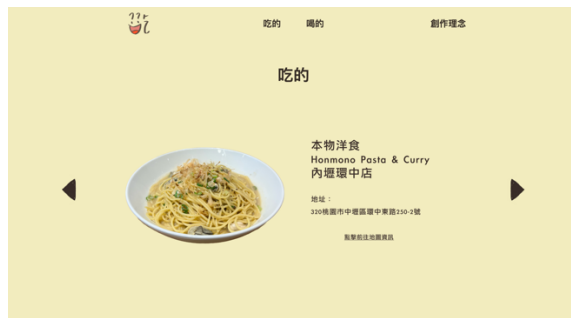 吃的
喝的
創作理念
吃的
本物洋食
Honmono Pasta & Curry
內壢環中店
地址：
320桃園市中壢區環中東路250-2號
點擊前往地圖資訊